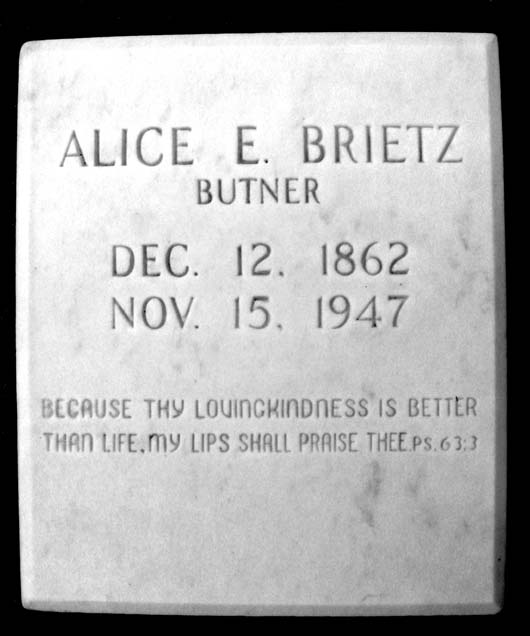 ALICE E. BRIETZ
BUTNER
DEC. 12. 1862
NOV. 15. 1947
BECAUSE THY LOVINGKINDNESS IS BETTER
THAN LIFE, MY LIPS SHALL PRAISE THEE. PS. 63:3